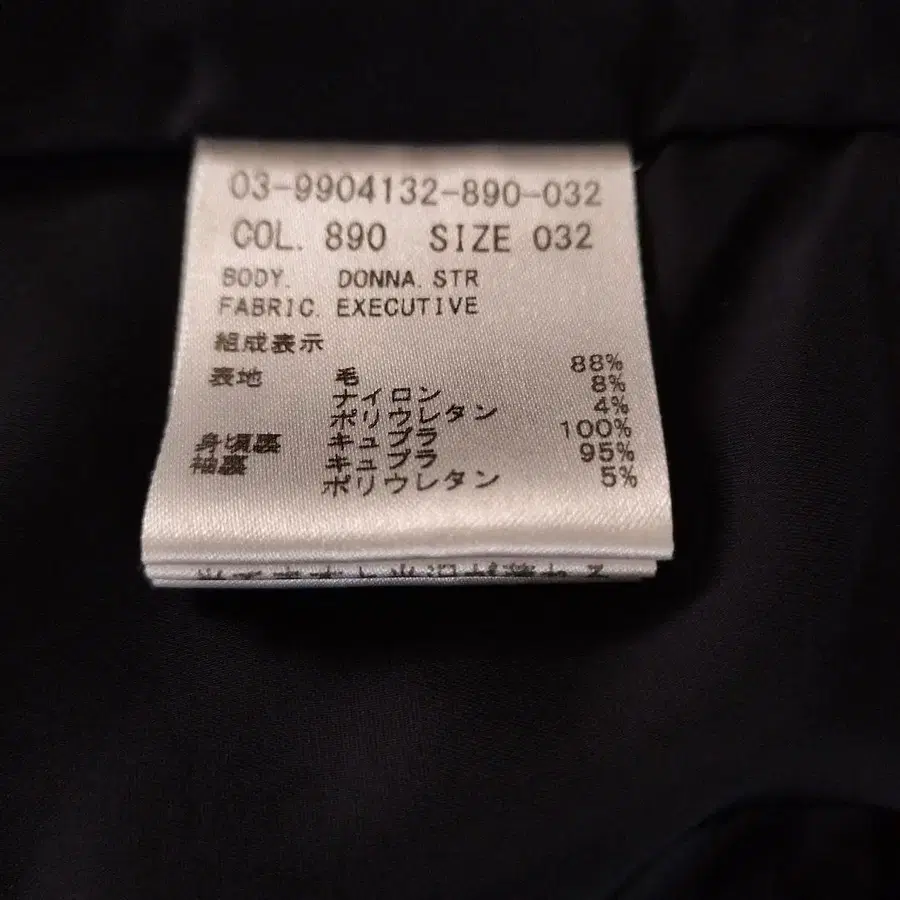 03-9904132-890-032
COL. 890 SIZE 032
BODY. DONNA.STR
FABRIC. EXECUTIVE
組成表示
表地 毛 88%
ナイロン 8%
ポリウレタン 4%
身頃裏 キュプラ 100%
袖裏 キュプラ 95%
ポリウレタン 5%